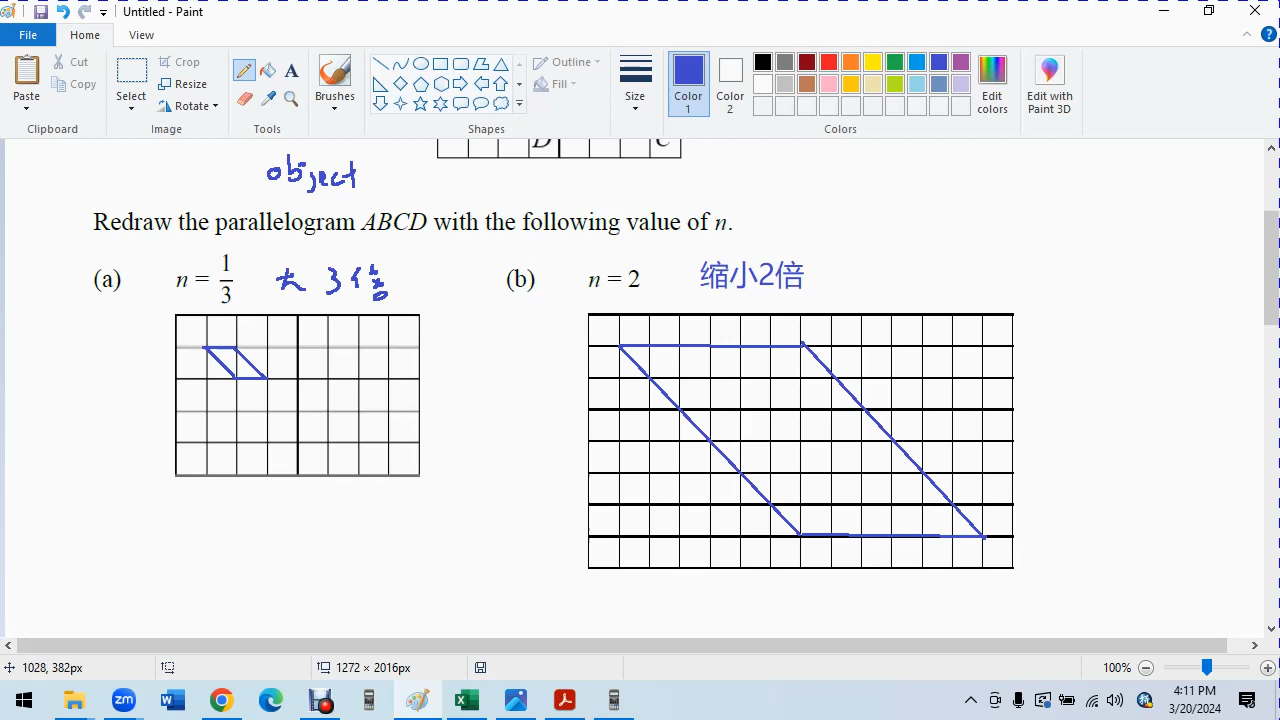 Untitled - Paint
File
Home
View
Paste
Cut
Copy
Clipboard
Select
Crop
Resize
Rotate
Image
A
Tools
Brushes
Outline
Fill
Shapes
Size
Color 1
Color 2
Edit colors
Colors
Edit with Paint 3D
D
C
object
Redraw the parallelogram ABCD with the following value of n.
(a) n = 1/3
(b) n = 2 缩小2倍
1028, 382px
1272 × 2016px
100%
zm
4:11 PM
3/20/2024